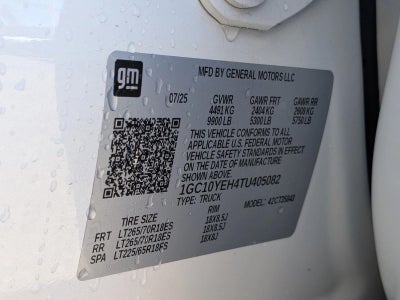 gm
MFD BY GENERAL MOTORS LLC
07/25 GVWR GAWR FRT GAWR RR
4491 KG 2404 KG 2608 KG
9900 LB 5300 LB 5750 LB
THIS VEHICLE CONFORMS TO ALL
APPLICABLE U.S. FEDERAL MOTOR
VEHICLE SAFETY STANDARDS IN EFFECT
ON THE DATE OF MANUFACTURE
SHOWN ABOVE.
1GC10YEH4TU405082
TYPE: TRUCK MODEL:
TIRE SIZE RIM
FRT LT265/70R18ES 18X8.5J
RR LT265/70R18ES 18X8.5J
SPA LT225/65R18FS 18X8J